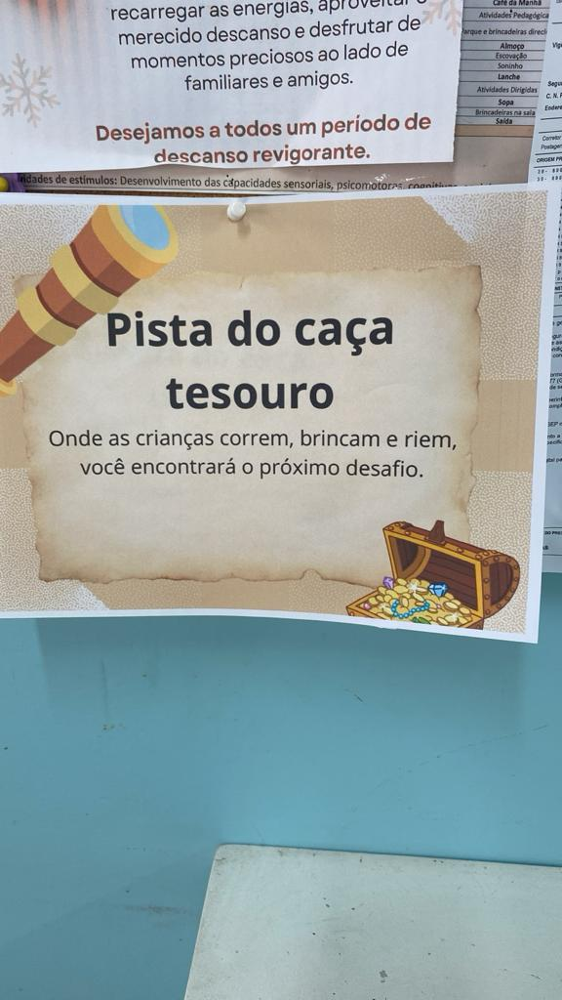 recarregar as energias, aproveitar o
merecido descanso e desfrutar de
momentos preciosos ao lado de
familiares e amigos.
Desejamos a todos um período de
descanso revigorante.
Café da Manhã
Atividades Pedagógica
Almoço
Escovação
Soninho
Lanche
Atividades Dirigidas
Sopa
Brincadeiras na sala
Saída
de estímulos: Desenvolvimento das capacidades sensoriais, psicomotoras,
Pista do caça
tesouro
Onde as crianças correm, brincam e riem,
você encontrará o próximo desafio.